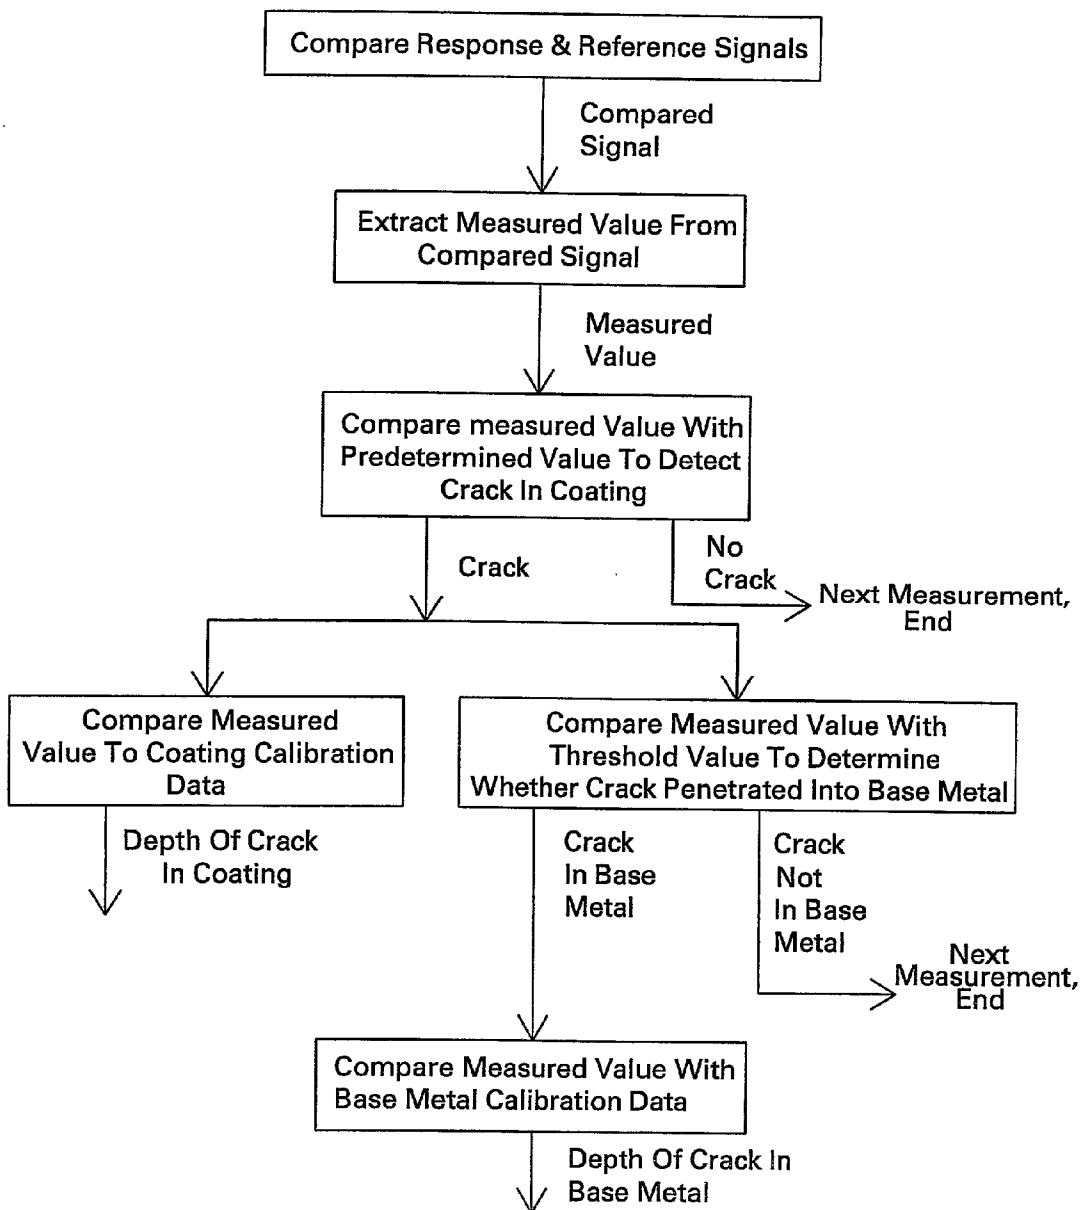 Compare Response & Reference Signals
Compared
Signal
Extract Measured Value From
Compared Signal
Measured
Value
Compare measured Value With
Predetermined Value To Detect
Crack In Coating
Crack
No
Crack
Next Measurement,
End
Compare Measured
Value To Coating Calibration
Data
Compare Measured Value With
Threshold Value To Determine
Whether Crack Penetrated Into Base Metal
Depth Of Crack
In Coating
Crack
In Base
Metal
Crack
Not
In Base
Metal
Next
Measurement,
End
Compare Measured Value With
Base Metal Calibration Data
Depth Of Crack In
Base Metal